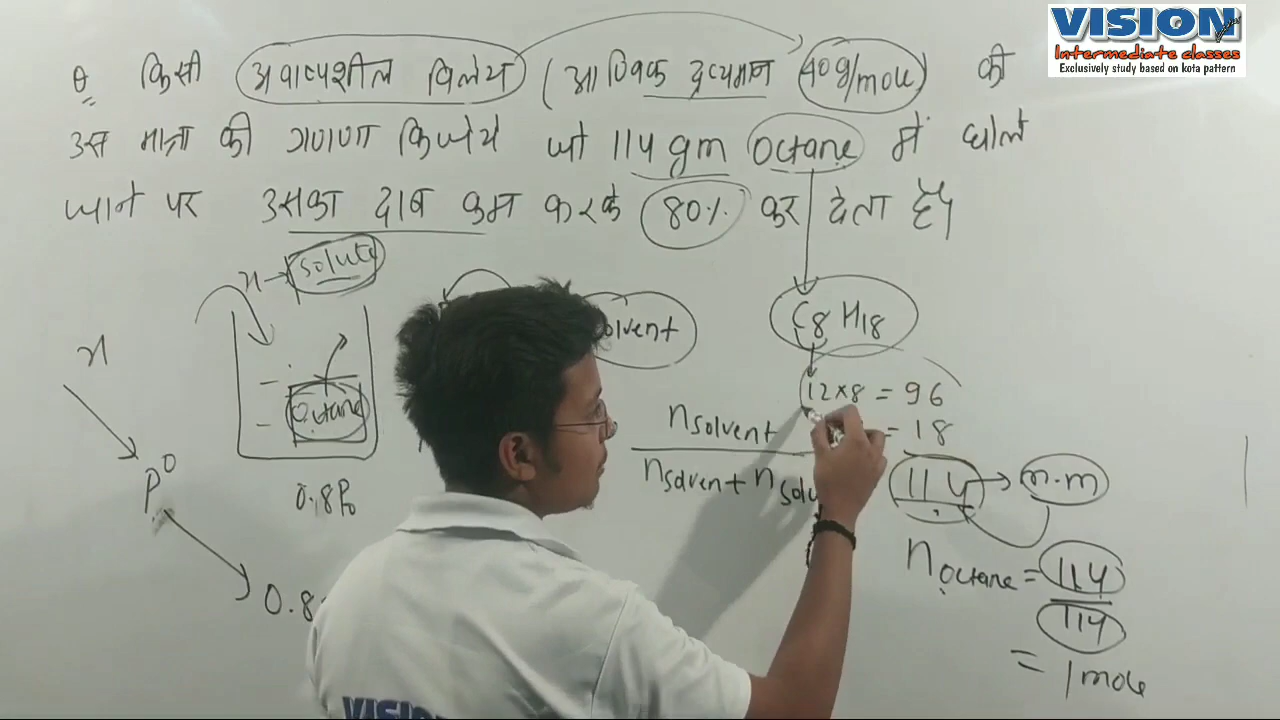 VISION
Intermediate classes
Exclusively study based on kota pattern
θ किसी अवाष्पशील विलेय (आण्विक द्रव्यमान 40g/mole) की
उस मात्रा की गणणा किजीये जो 114 gm Octane में घोले
जाने पर उसका दाब कम करके 80% कर देता है?
x → Solute
Octane
0.8P₀
x
P⁰
0.8
solvent
C₈H₁₈
12×8 = 96
= 18
114 → m.m
nsolvent
nsolvent + nsolu
nOctane = 114
114
= 1 mole
VISION